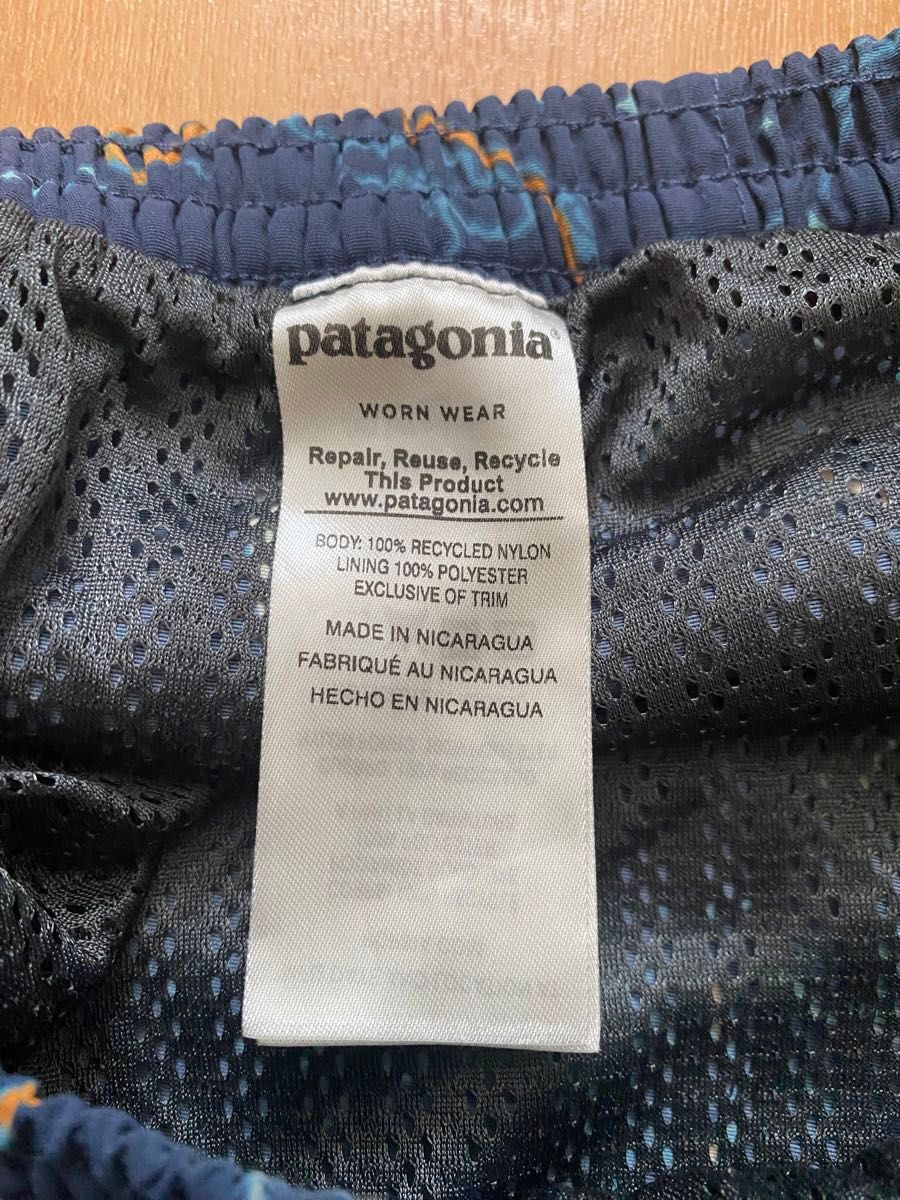 patagonia®
WORN WEAR
Repair, Reuse, Recycle
This Product
www.patagonia.com
BODY: 100% RECYCLED NYLON
LINING 100% POLYESTER
EXCLUSIVE OF TRIM
MADE IN NICARAGUA
FABRIQUÉ AU NICARAGUA
HECHO EN NICARAGUA